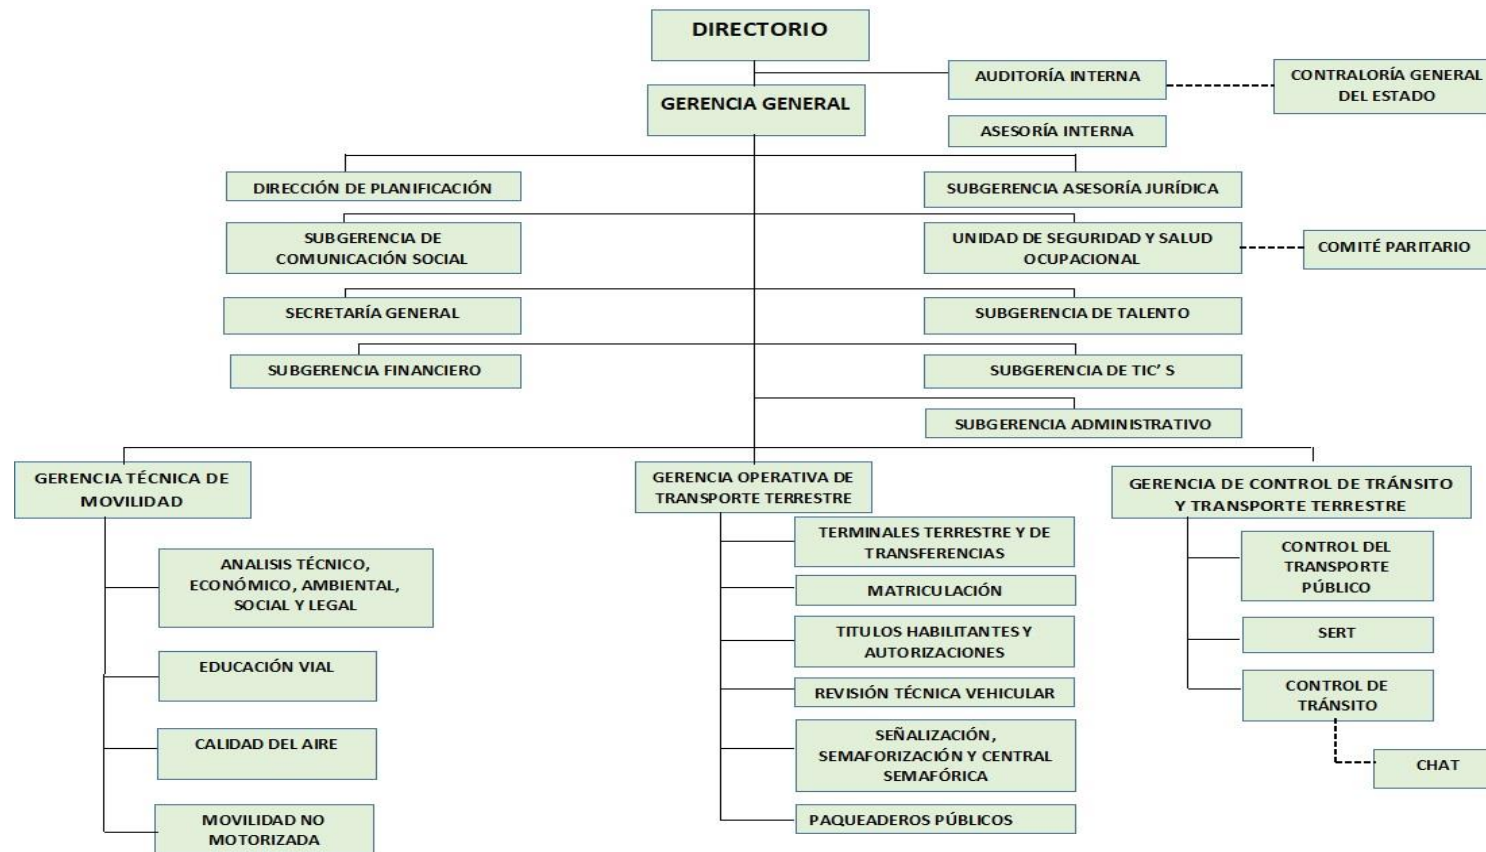 DIRECTORIO
AUDITORÍA INTERNA
CONTRALORÍA GENERAL
DEL ESTADO
GERENCIA GENERAL
ASESORÍA INTERNA
DIRECCIÓN DE PLANIFICACIÓN
SUBGERENCIA ASESORÍA JURÍDICA
SUBGERENCIA DE
COMUNICACIÓN SOCIAL
UNIDAD DE SEGURIDAD Y SALUD
OCUPACIONAL
COMITÉ PARITARIO
SECRETARÍA GENERAL
SUBGERENCIA DE TALENTO
SUBGERENCIA FINANCIERO
SUBGERENCIA DE TIC' S
SUBGERENCIA ADMINISTRATIVO
GERENCIA TÉCNICA DE
MOVILIDAD
GERENCIA OPERATIVA DE
TRANSPORTE TERRESTRE
GERENCIA DE CONTROL DE TRÁNSITO
Y TRANSPORTE TERRESTRE
ANALISIS TÉCNICO,
ECONÓMICO, AMBIENTAL,
SOCIAL Y LEGAL
EDUCACIÓN VIAL
CALIDAD DEL AIRE
MOVILIDAD NO
MOTORIZADA
TERMINALES TERRESTRE Y DE
TRANSFERENCIAS
MATRICULACIÓN
TITULOS HABILITANTES Y
AUTORIZACIONES
REVISIÓN TÉCNICA VEHICULAR
SEÑALIZACIÓN,
SEMAFORIZACIÓN Y CENTRAL
SEMAFÓRICA
PAQUEADEROS PÚBLICOS
CONTROL DEL
TRANSPORTE
PÚBLICO
SERT
CONTROL DE
TRÁNSITO
CHAT